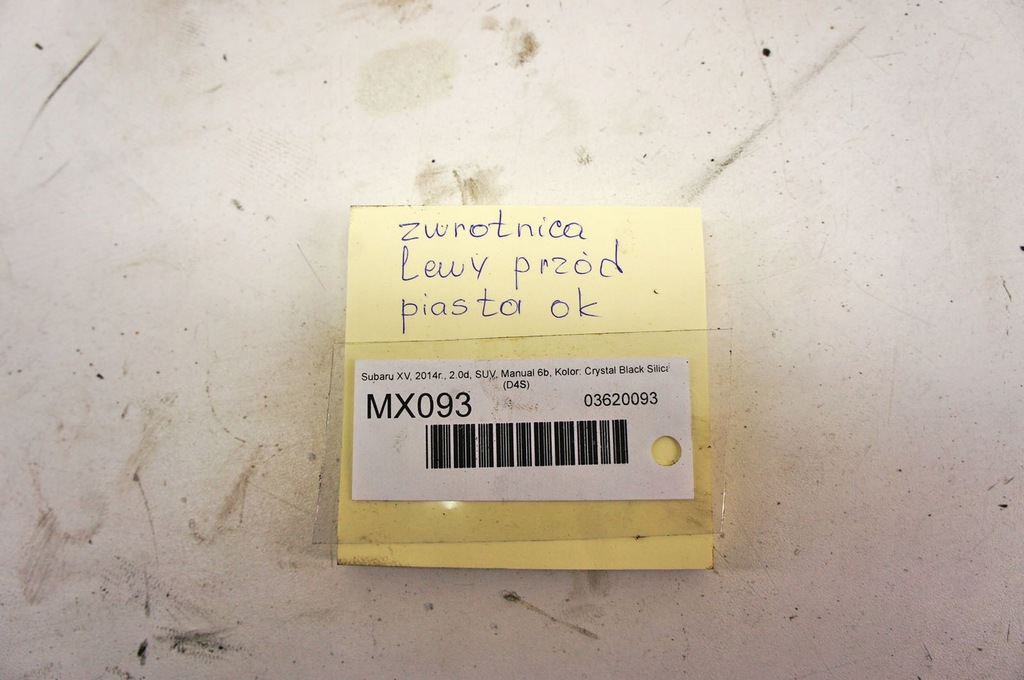 zwrotnica
Lewy przód
piasta ok
Subaru XV, 2014r., 2.0d, SUV, Manual 6b, Kolor: Crystal Black Silica
(D4S)
MX093
03620093